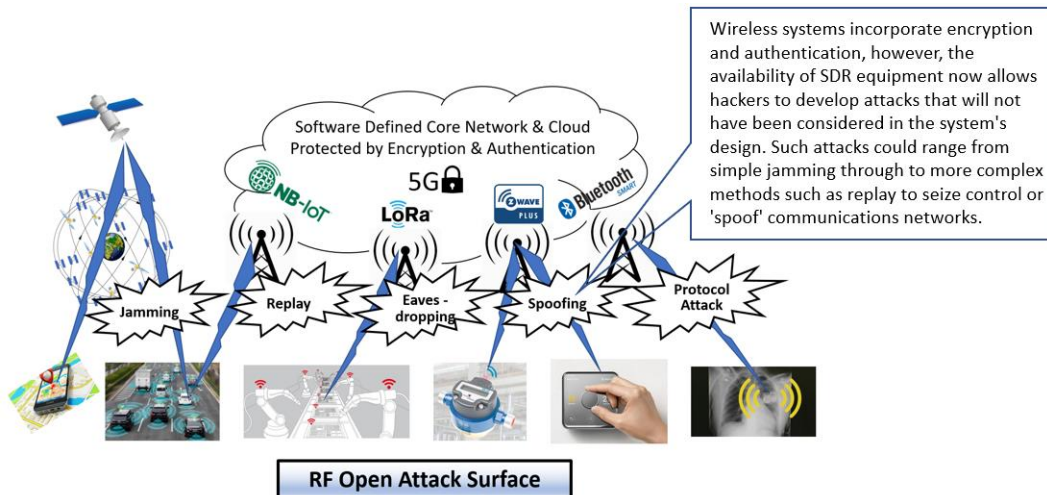 Wireless systems incorporate encryption
and authentication, however, the
availability of SDR equipment now allows
hackers to develop attacks that will not
have been considered in the system's
design. Such attacks could range from
simple jamming through to more complex
methods such as replay to seize control or
'spoof' communications networks.
Software Defined Core Network & Cloud
Protected by Encryption & Authentication
5G
NB-IoT
LoRa
Z WAVE
PLUS
Bluetooth
SMART
Jamming
Replay
Eaves -
dropping
Spoofing
Protocol
Attack
RF Open Attack Surface